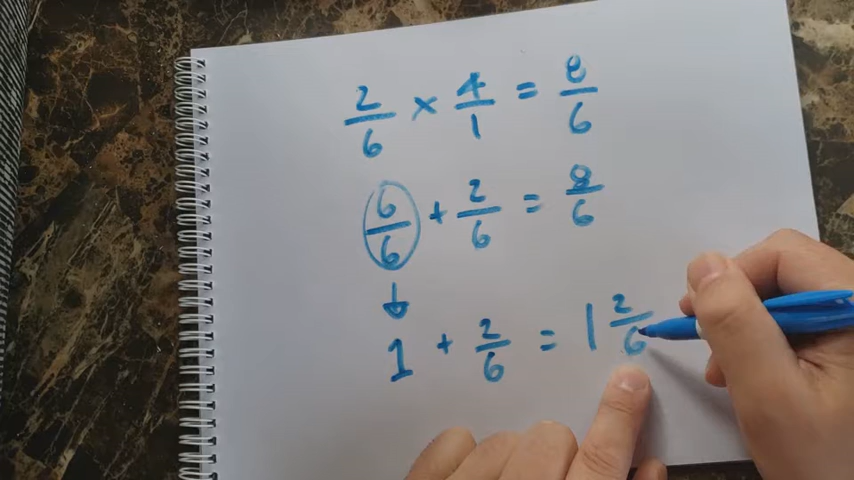 2/6 × 4/1 = 8/6
6/6 + 2/6 = 8/6
1 + 2/6 = 1 2/6